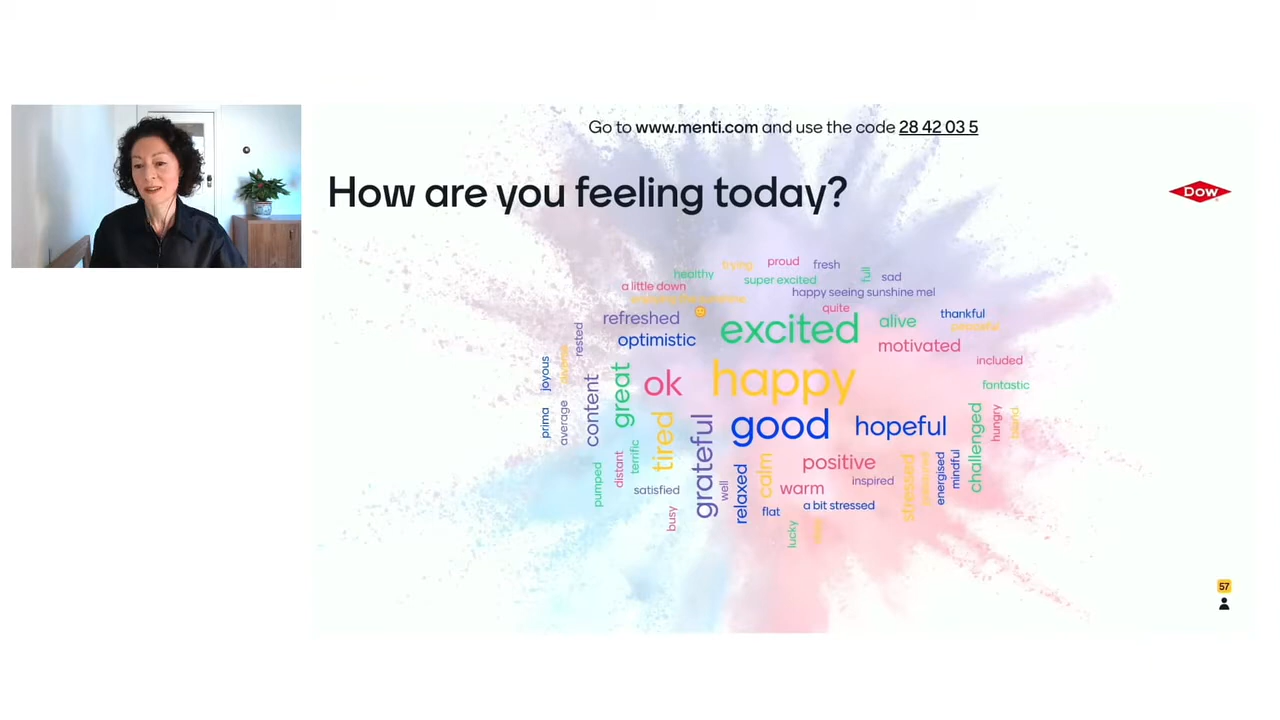 Go to www.menti.com and use the code 28 42 03 5
How are you feeling today?
Dow
trying
proud
fresh
healthy
super excited
full
sad
a little down
happy seeing sunshine mel
quite
refreshed
excited
alive
thankful
peaceful
optimistic
motivated
rested
included
joyous
content
great
ok
happy
fantastic
prima
average
tired
grateful
good
hopeful
challenged
hungry
pumped
distant
terrific
satisfied
well
relaxed
calm
positive
warm
inspired
stressed
energised
mindful
busy
flat
a bit stressed
lucky
57